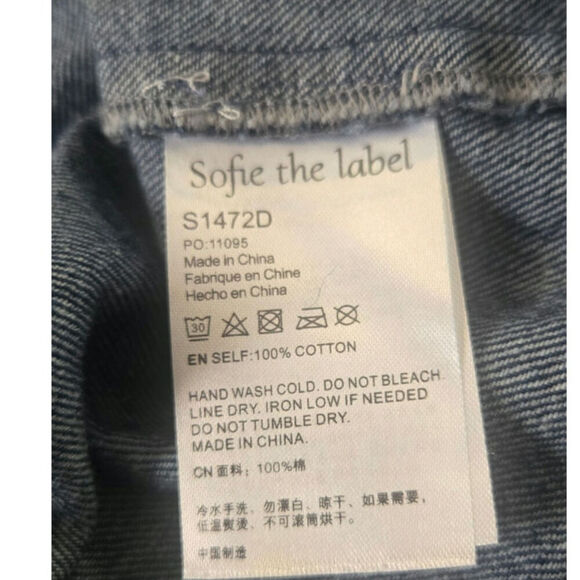 Sofie the label
S1472D
PO:11095
Made in China
Fabrique en Chine
Hecho en China
30
EN SELF:100% COTTON
HAND WASH COLD. DO NOT BLEACH.
LINE DRY. IRON LOW IF NEEDED
DO NOT TUMBLE DRY.
MADE IN CHINA.
CN 面料：100%棉
冷水手洗、勿漂白、晾干、如果需要，
低温熨烫、不可滚筒烘干。
中国制造